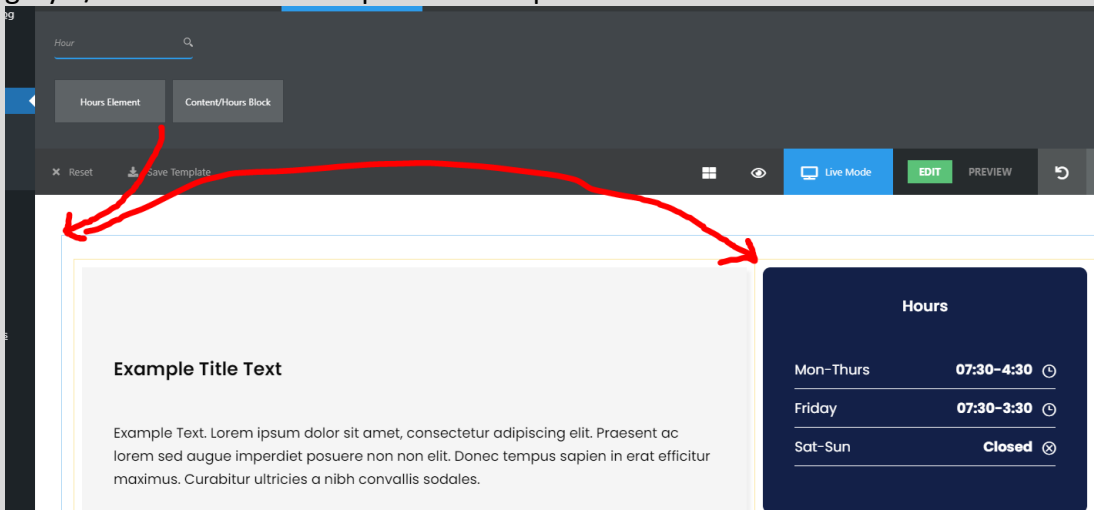 Hour
Hours Element Content/Hours Block
Reset Save Template Live Mode EDIT PREVIEW
Hours
Example Title Text
Mon-Thurs 07:30-4:30
Friday 07:30-3:30
Example Text. Lorem ipsum dolor sit amet, consectetur adipiscing elit. Praesent ac
Sat-Sun Closed
lorem sed augue imperdiet posuere non non elit. Donec tempus sapien in erat efficitur
maximus. Curabitur ultricies a nibh convallis sodales.